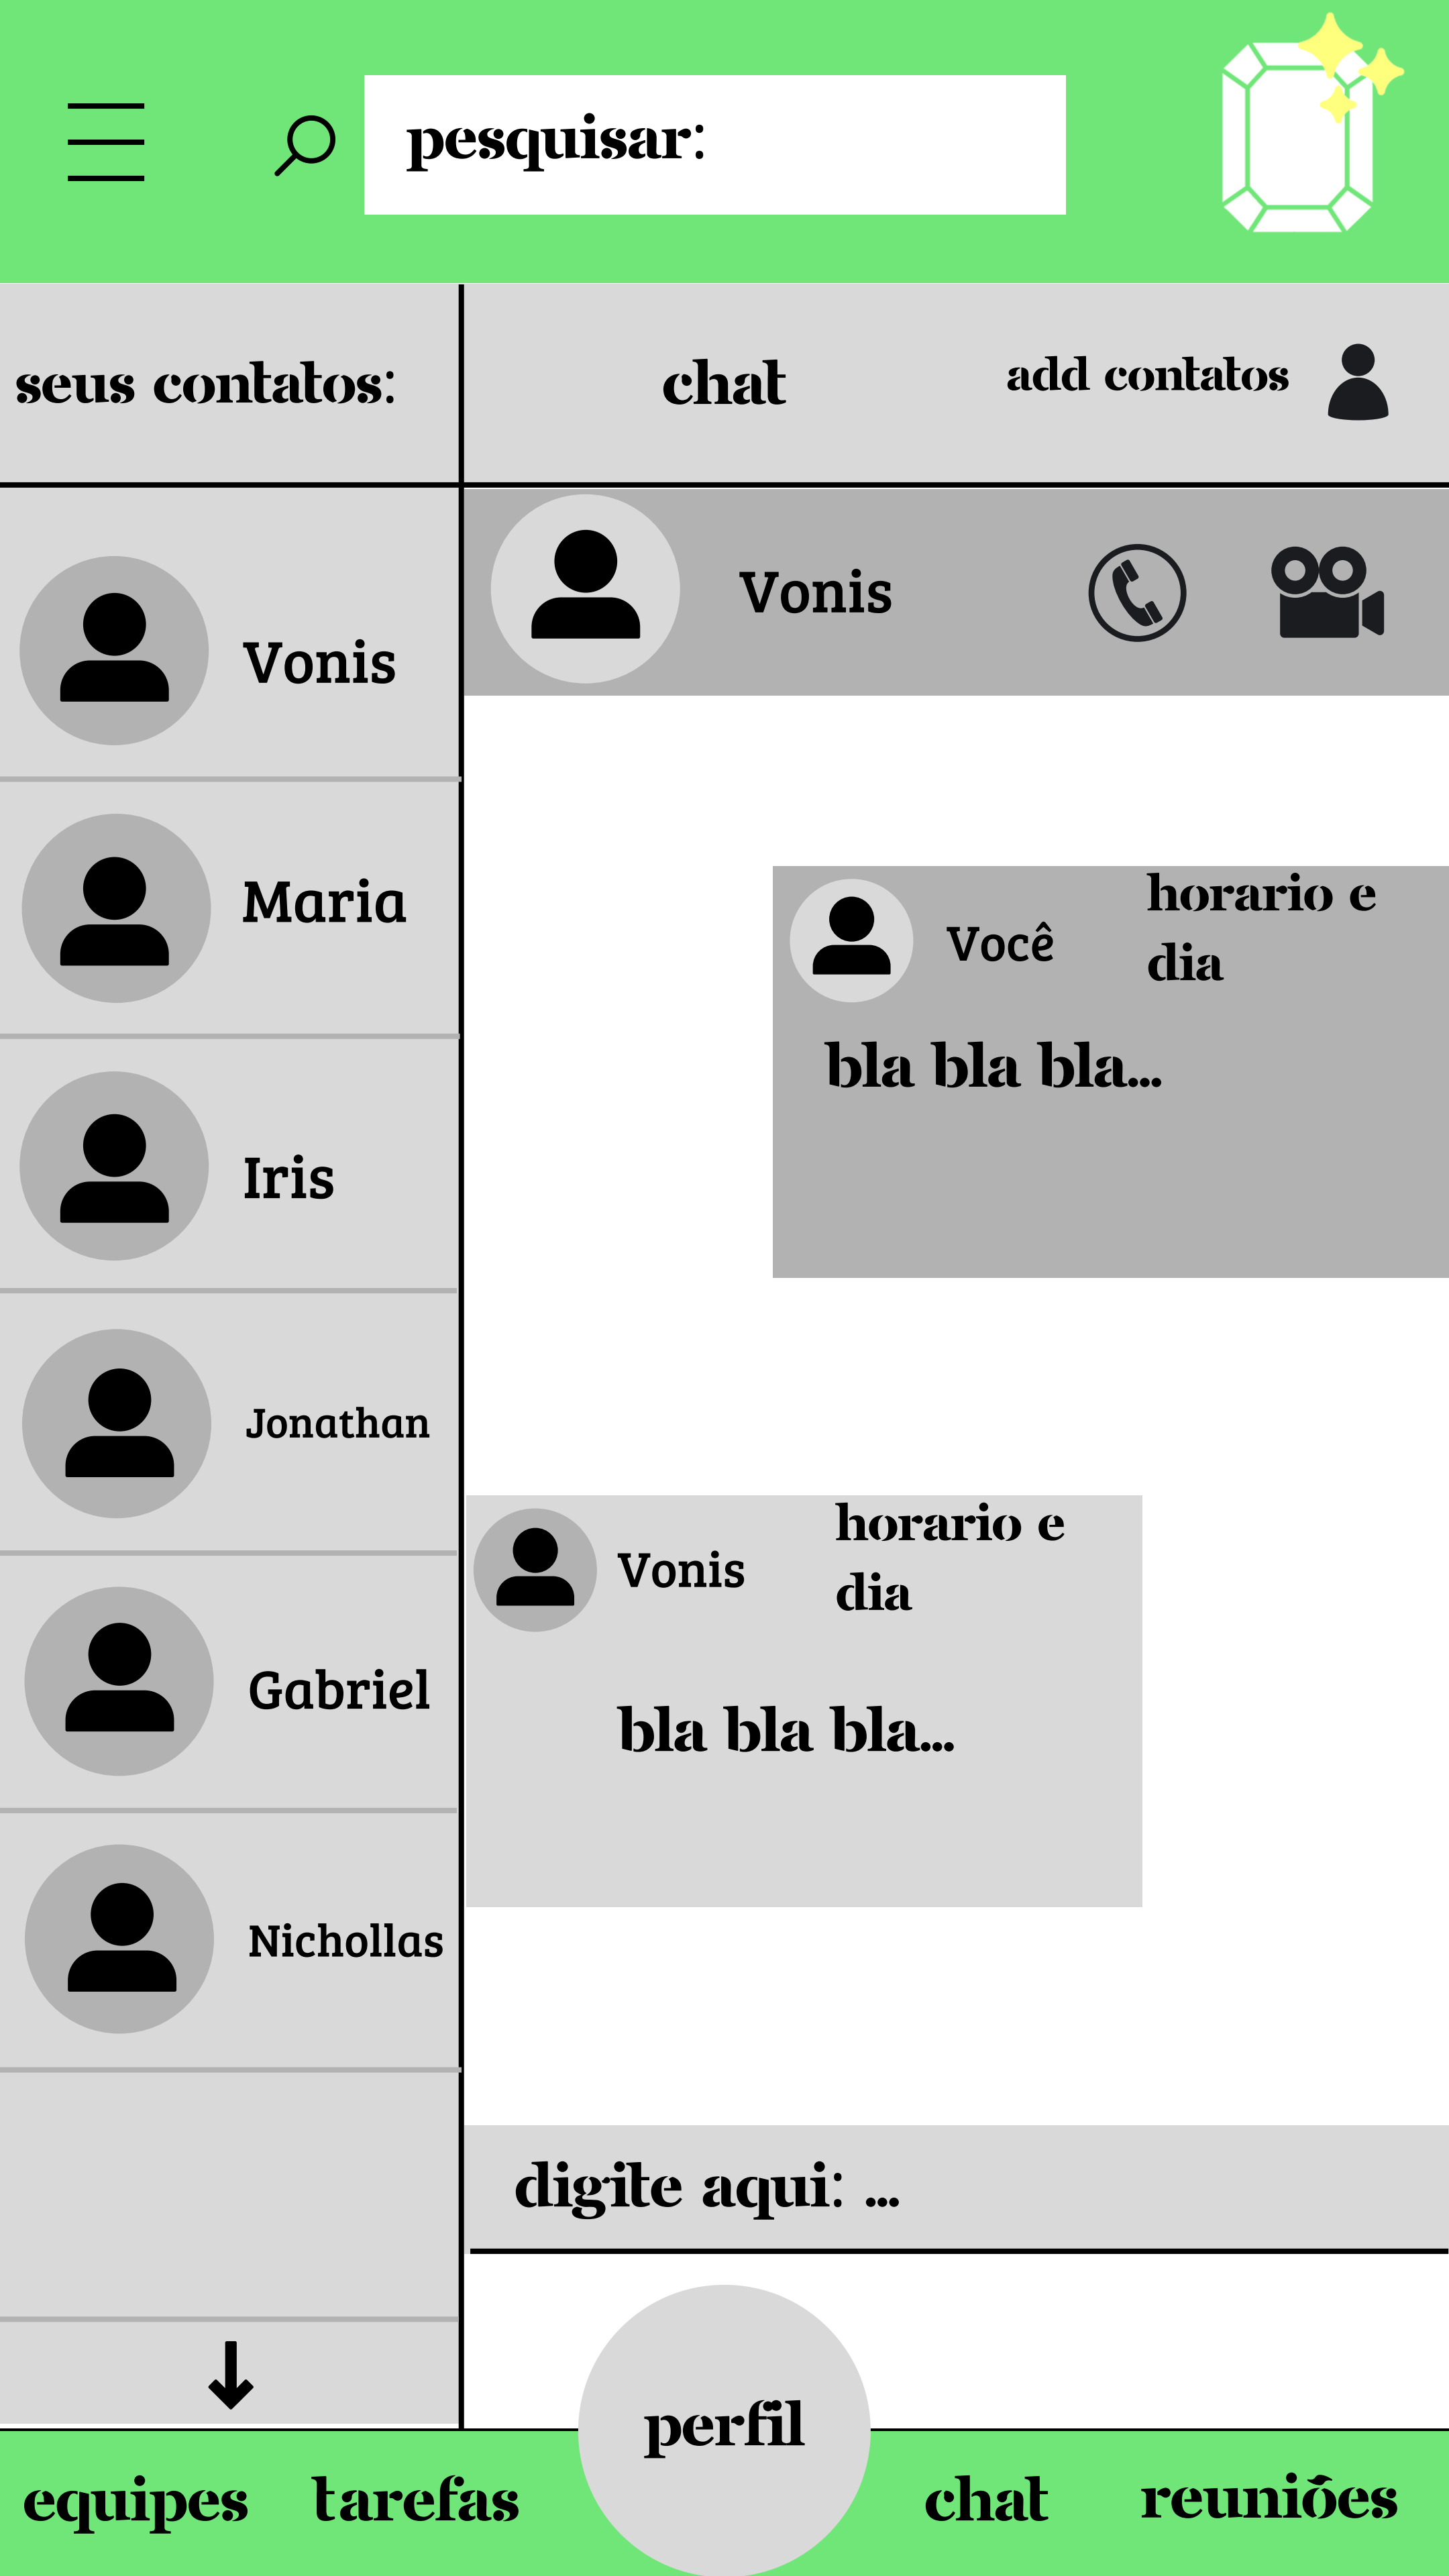 pesquisar:
seus contatos:
chat
add contatos
Vonis
Maria
Iris
Jonathan
Gabriel
Nichollas
Vonis
Você
horario e
dia
bla bla bla...
Vonis
horario e
dia
bla bla bla...
digite aqui: ...
equipes
tarefas
perfil
chat
reuniões